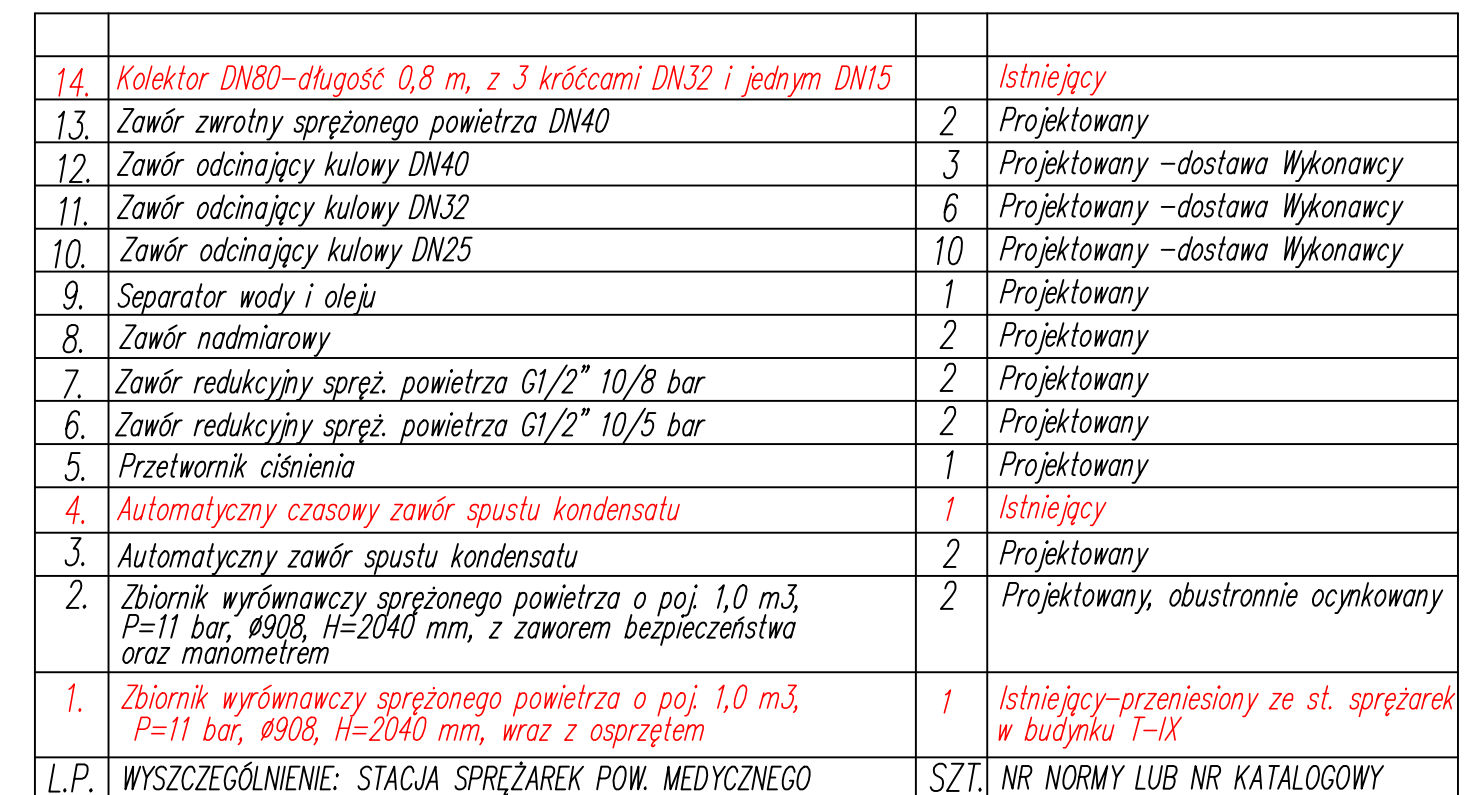 14. Kolektor DN80-długość 0,8 m, z 3 króćcami DN32 i jednym DN15 Istniejący
13. Zawór zwrotny sprężonego powietrza DN40 2 Projektowany
12. Zawór odcinający kulowy DN40 3 Projektowany -dostawa Wykonawcy
11. Zawór odcinający kulowy DN32 6 Projektowany -dostawa Wykonawcy
10. Zawór odcinający kulowy DN25 10 Projektowany -dostawa Wykonawcy
9. Separator wody i oleju 1 Projektowany
8. Zawór nadmiarowy 2 Projektowany
7. Zawór redukcyjny spręż. powietrza G1/2" 10/8 bar 2 Projektowany
6. Zawór redukcyjny spręż. powietrza G1/2" 10/5 bar 2 Projektowany
5. Przetwornik ciśnienia 1 Projektowany
4. Automatyczny czasowy zawór spustu kondensatu 1 Istniejący
3. Automatyczny zawór spustu kondensatu 2 Projektowany
2. Zbiornik wyrównawczy sprężonego powietrza o poj. 1,0 m3, 2 Projektowany, obustronnie ocynkowany
P=11 bar, ø908, H=2040 mm, z zaworem bezpieczeństwa
oraz manometrem
1. Zbiornik wyrównawczy sprężonego powietrza o poj. 1,0 m3, 1 Istniejący-przeniesiony ze st. sprężarek
P=11 bar, ø908, H=2040 mm, wraz z osprzętem w budynku T-IX
L.P. WYSZCZEGÓLNIENIE: STACJA SPRĘŻAREK POW. MEDYCZNEGO SZT. NR NORMY LUB NR KATALOGOWY